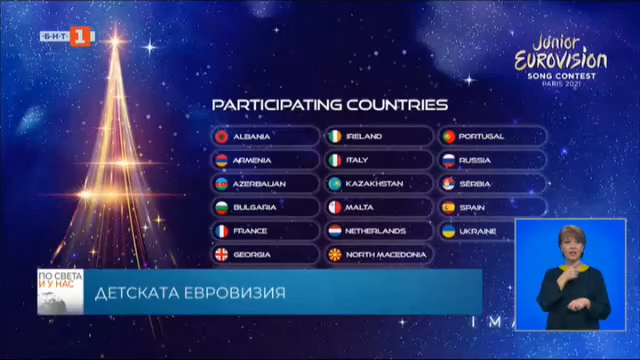 БНТ 1
Junior
EUROVISION
SONG CONTEST
PARIS 2021
PARTICIPATING COUNTRIES
ALBANIA
ARMENIA
AZERBAIJAN
BULGARIA
FRANCE
GEORGIA
IRELAND
ITALY
KAZAKHSTAN
MALTA
NETHERLANDS
NORTH MACEDONIA
PORTUGAL
RUSSIA
SERBIA
SPAIN
UKRAINE
ПО СВЕТА
И У НАС
ДЕТСКАТА ЕВРОВИЗИЯ